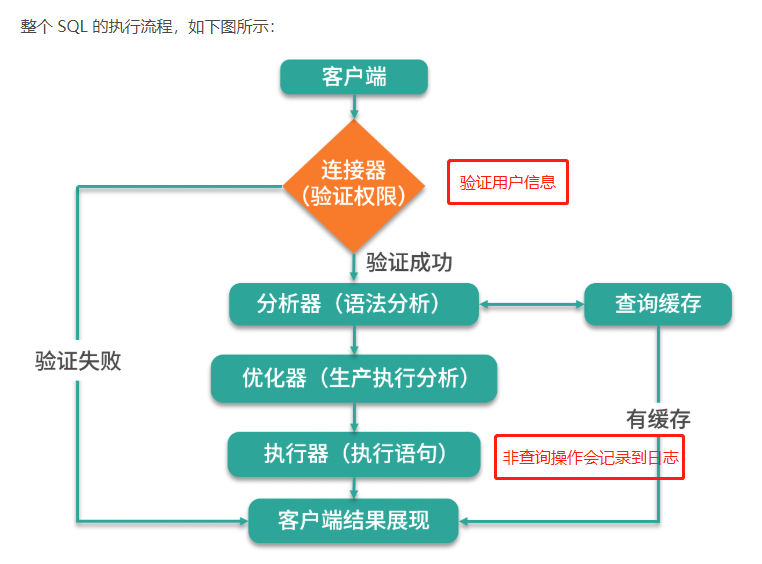 整个 SQL 的执行流程，如下图所示：
客户端
连接器
（验证权限）
验证用户信息
验证成功
分析器（语法分析）
查询缓存
验证失败
优化器（生产执行分析）
有缓存
执行器（执行语句）
非查询操作会记录到日志
客户端结果展现